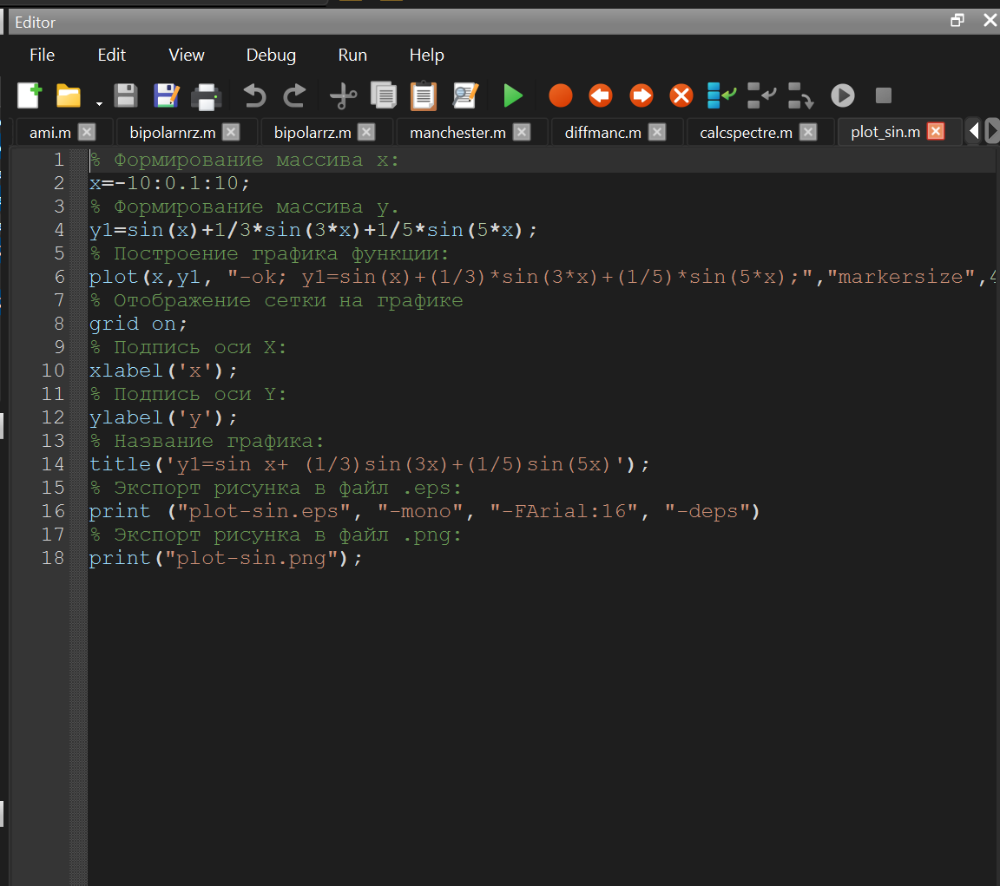 Editor
File Edit View Debug Run Help
ami.m bipolarnrz.m bipolarrz.m manchester.m diffmanc.m calcspectre.m plot_sin.m
1 % Формирование массива x:
2 x=-10:0.1:10;
3 % Формирование массива y.
4 y1=sin(x)+1/3*sin(3*x)+1/5*sin(5*x);
5 % Построение графика функции:
6 plot(x,y1, "-ok; y1=sin(x)+(1/3)*sin(3*x)+(1/5)*sin(5*x);","markersize",4
7 % Отображение сетки на графике
8 grid on;
9 % Подпись оси X:
10 xlabel('x');
11 % Подпись оси Y:
12 ylabel('y');
13 % Название графика:
14 title('y1=sin x+ (1/3)sin(3x)+(1/5)sin(5x)');
15 % Экспорт рисунка в файл .eps:
16 print ("plot-sin.eps", "-mono", "-FArial:16", "-deps")
17 % Экспорт рисунка в файл .png:
18 print("plot-sin.png");